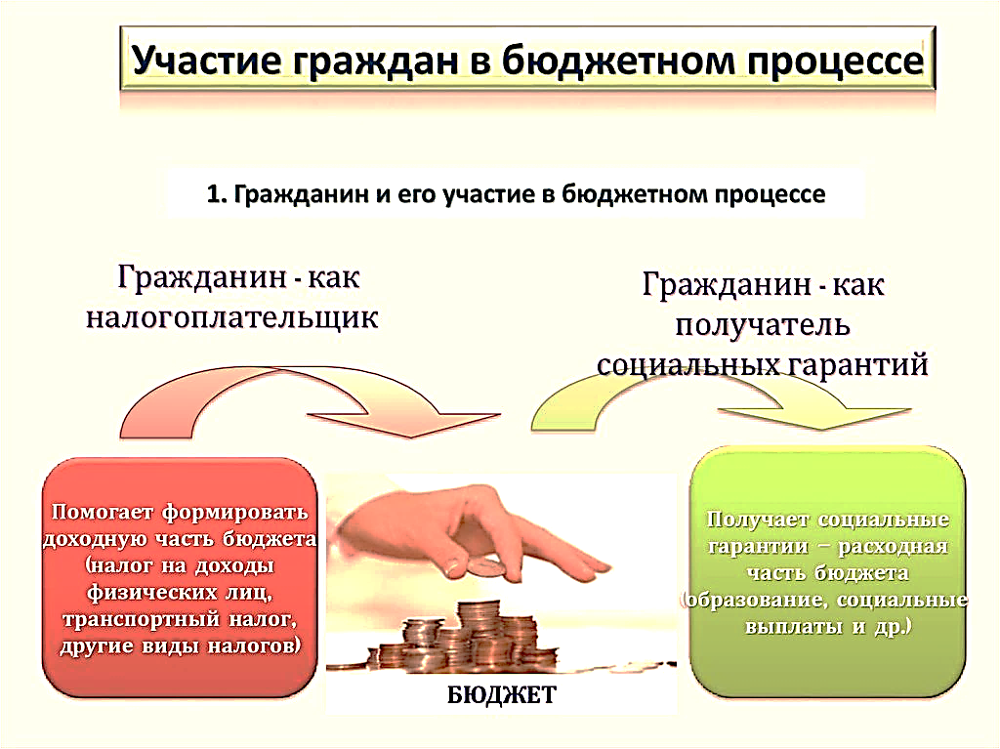 Участие граждан в бюджетном процессе
1. Гражданин и его участие в бюджетном процессе
Гражданин - как
налогоплательщик
Гражданин - как
получатель
социальных гарантий
Помогает формировать
доходную часть бюджета
(налог на доходы
физических лиц,
транспортный налог,
другие виды налогов)
БЮДЖЕТ
Получает социальные
гарантии – расходная
часть бюджета
(образование, социальные
выплаты и др.)